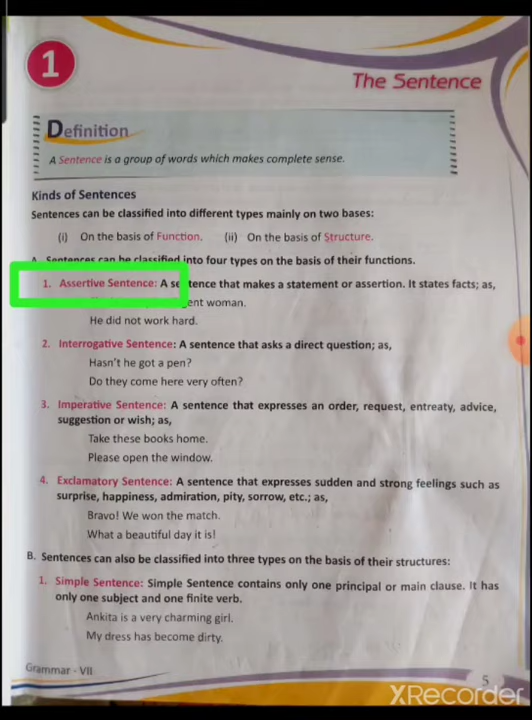 1
The Sentence
Definition
A Sentence is a group of words which makes complete sense.
Kinds of Sentences
Sentences can be classified into different types mainly on two bases:
(i) On the basis of Function. (ii) On the basis of Structure.
A. Sentences can be classified into four types on the basis of their functions.
1. Assertive Sentence: A sentence that makes a statement or assertion. It states facts; as,
woman.
He did not work hard.
2. Interrogative Sentence: A sentence that asks a direct question; as,
Hasn't he got a pen?
Do they come here very often?
3. Imperative Sentence: A sentence that expresses an order, request, entreaty, advice,
suggestion or wish; as,
Take these books home.
Please open the window.
4. Exclamatory Sentence: A sentence that expresses sudden and strong feelings such as
surprise, happiness, admiration, pity, sorrow, etc.; as,
Bravo! We won the match.
What a beautiful day it is!
B. Sentences can also be classified into three types on the basis of their structures:
1. Simple Sentence: Simple Sentence contains only one principal or main clause. It has
only one subject and one finite verb.
Ankita is a very charming girl.
My dress has become dirty.
Grammar - VII
5
XRecorder